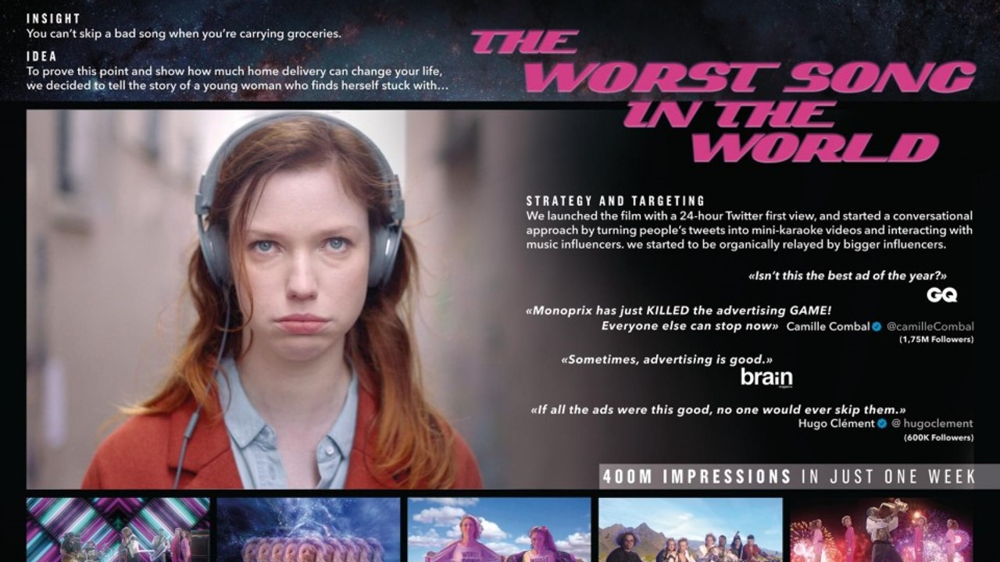 INSIGHT
You can't skip a bad song when you're carrying groceries.
IDEA
To prove this point and show how much home delivery can change your life,
we decided to tell the story of a young woman who finds herself stuck with...
THE
WORST SONG
IN THE
WORLD
STRATEGY AND TARGETING
We launched the film with a 24-hour Twitter first view, and started a conversational
approach by turning people's tweets into mini-karaoke videos and interacting with
music influencers. we started to be organically relayed by bigger influencers.
«Isn't this the best ad of the year?»
GQ
«Monoprix has just KILLED the advertising GAME!
Everyone else can stop now» Camille Combal @camilleCombal
(1,75M Followers)
«Sometimes, advertising is good.»
brain
magazine
«If all the ads were this good, no one would ever skip them.»
Hugo Clément @ hugoclement
(600K Followers)
400M IMPRESSIONS IN JUST ONE WEEK